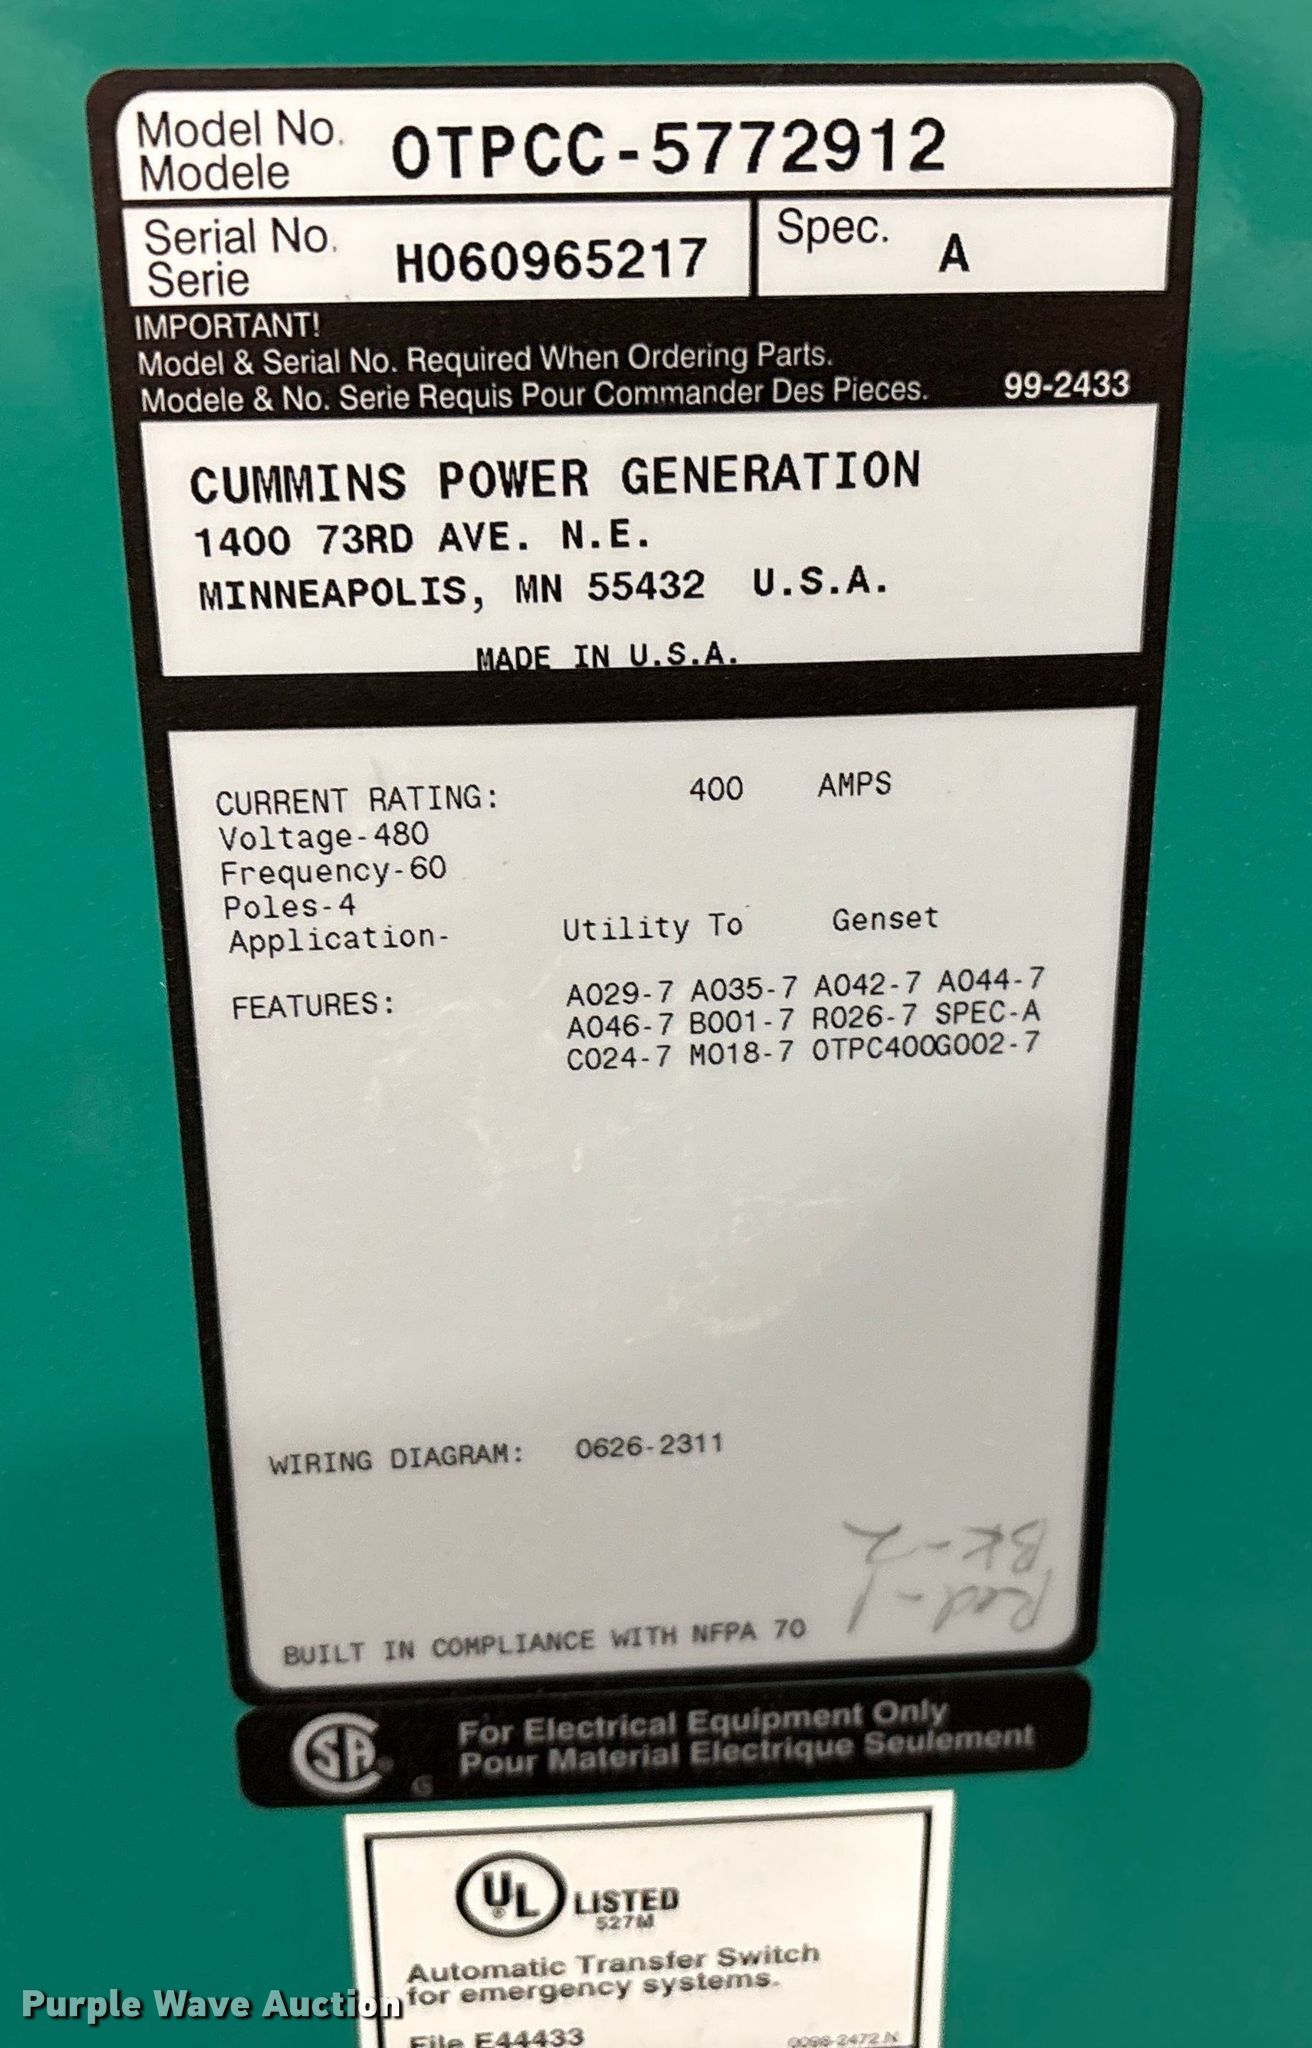 Model No. OTPCC-5772912
Modele
Serial No. H060965217 Spec. A
Serie
IMPORTANT!
Model & Serial No. Required When Ordering Parts.
Modele & No. Serie Requis Pour Commander Des Pieces. 99-2433
CUMMINS POWER GENERATION
1400 73RD AVE. N.E.
MINNEAPOLIS, MN 55432 U.S.A.
MADE IN U.S.A.
CURRENT RATING: 400 AMPS
Voltage-480
Frequency-60
Poles-4
Application- Utility To Genset
FEATURES: A029-7 A035-7 A042-7 A044-7
A046-7 B001-7 R026-7 SPEC-A
C024-7 M018-7 OTPC400G002-7
WIRING DIAGRAM: 0626-2311
Bk-2
Red-1
BUILT IN COMPLIANCE WITH NFPA 70
SA For Electrical Equipment Only
Pour Material Electrique Seulement
UL LISTED
527M
Automatic Transfer Switch
for emergency systems.
File E44433 0098-2472.N
Purple Wave Auction